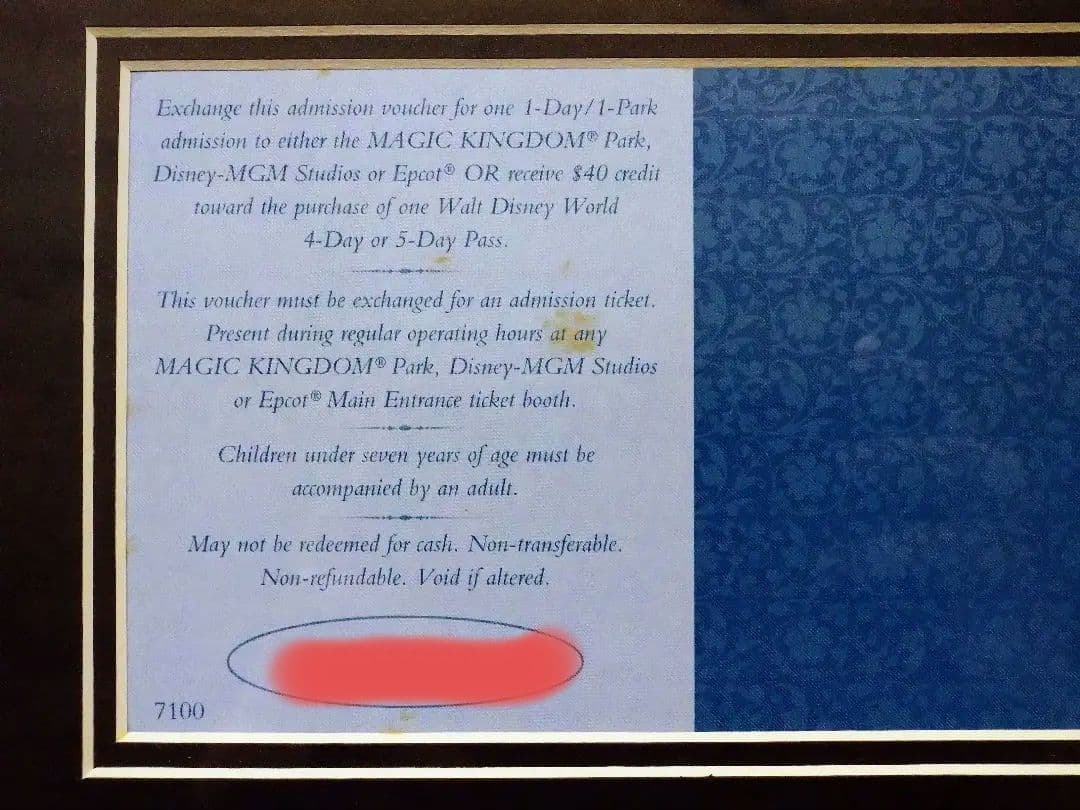 Exchange this admission voucher for one 1-Day/1-Park
admission to either the MAGIC KINGDOM® Park,
Disney-MGM Studios or Epcot® OR receive $40 credit
toward the purchase of one Walt Disney World
4-Day or 5-Day Pass.
This voucher must be exchanged for an admission ticket.
Present during regular operating hours at any
MAGIC KINGDOM® Park, Disney-MGM Studios
or Epcot® Main Entrance ticket booth.
Children under seven years of age must be
accompanied by an adult.
May not be redeemed for cash. Non-transferable.
Non-refundable. Void if altered.
7100